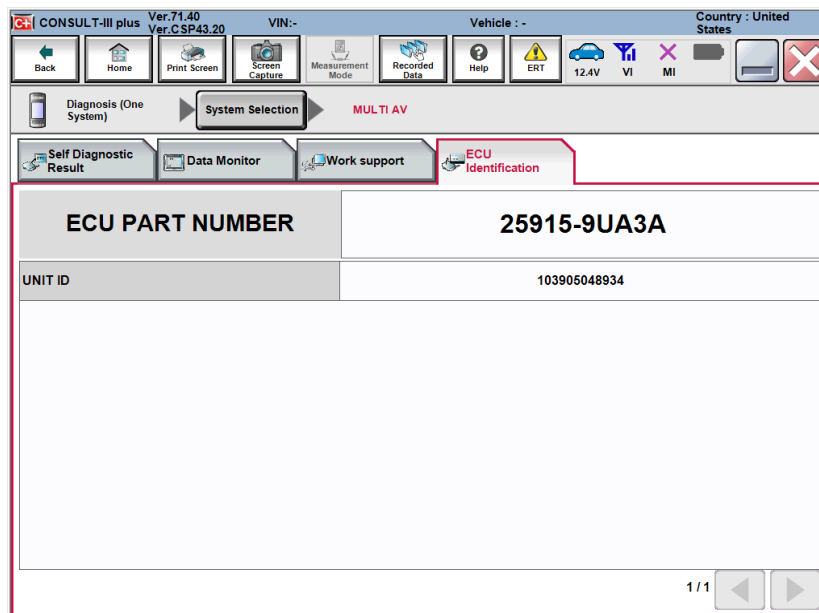 C+ CONSULT-III plus Ver.71.40
Ver.CSP43.20
VIN:-
Vehicle : -
Country : United
States
Back
Home
Print Screen
Screen
Capture
Measurement
Mode
Recorded
Data
Help
ERT
12.4V
VI
MI
Diagnosis (One
System)
System Selection
MULTI AV
Self Diagnostic
Result
Data Monitor
Work support
ECU
Identification
ECU PART NUMBER
25915-9UA3A
UNIT ID
103905048934
1/1